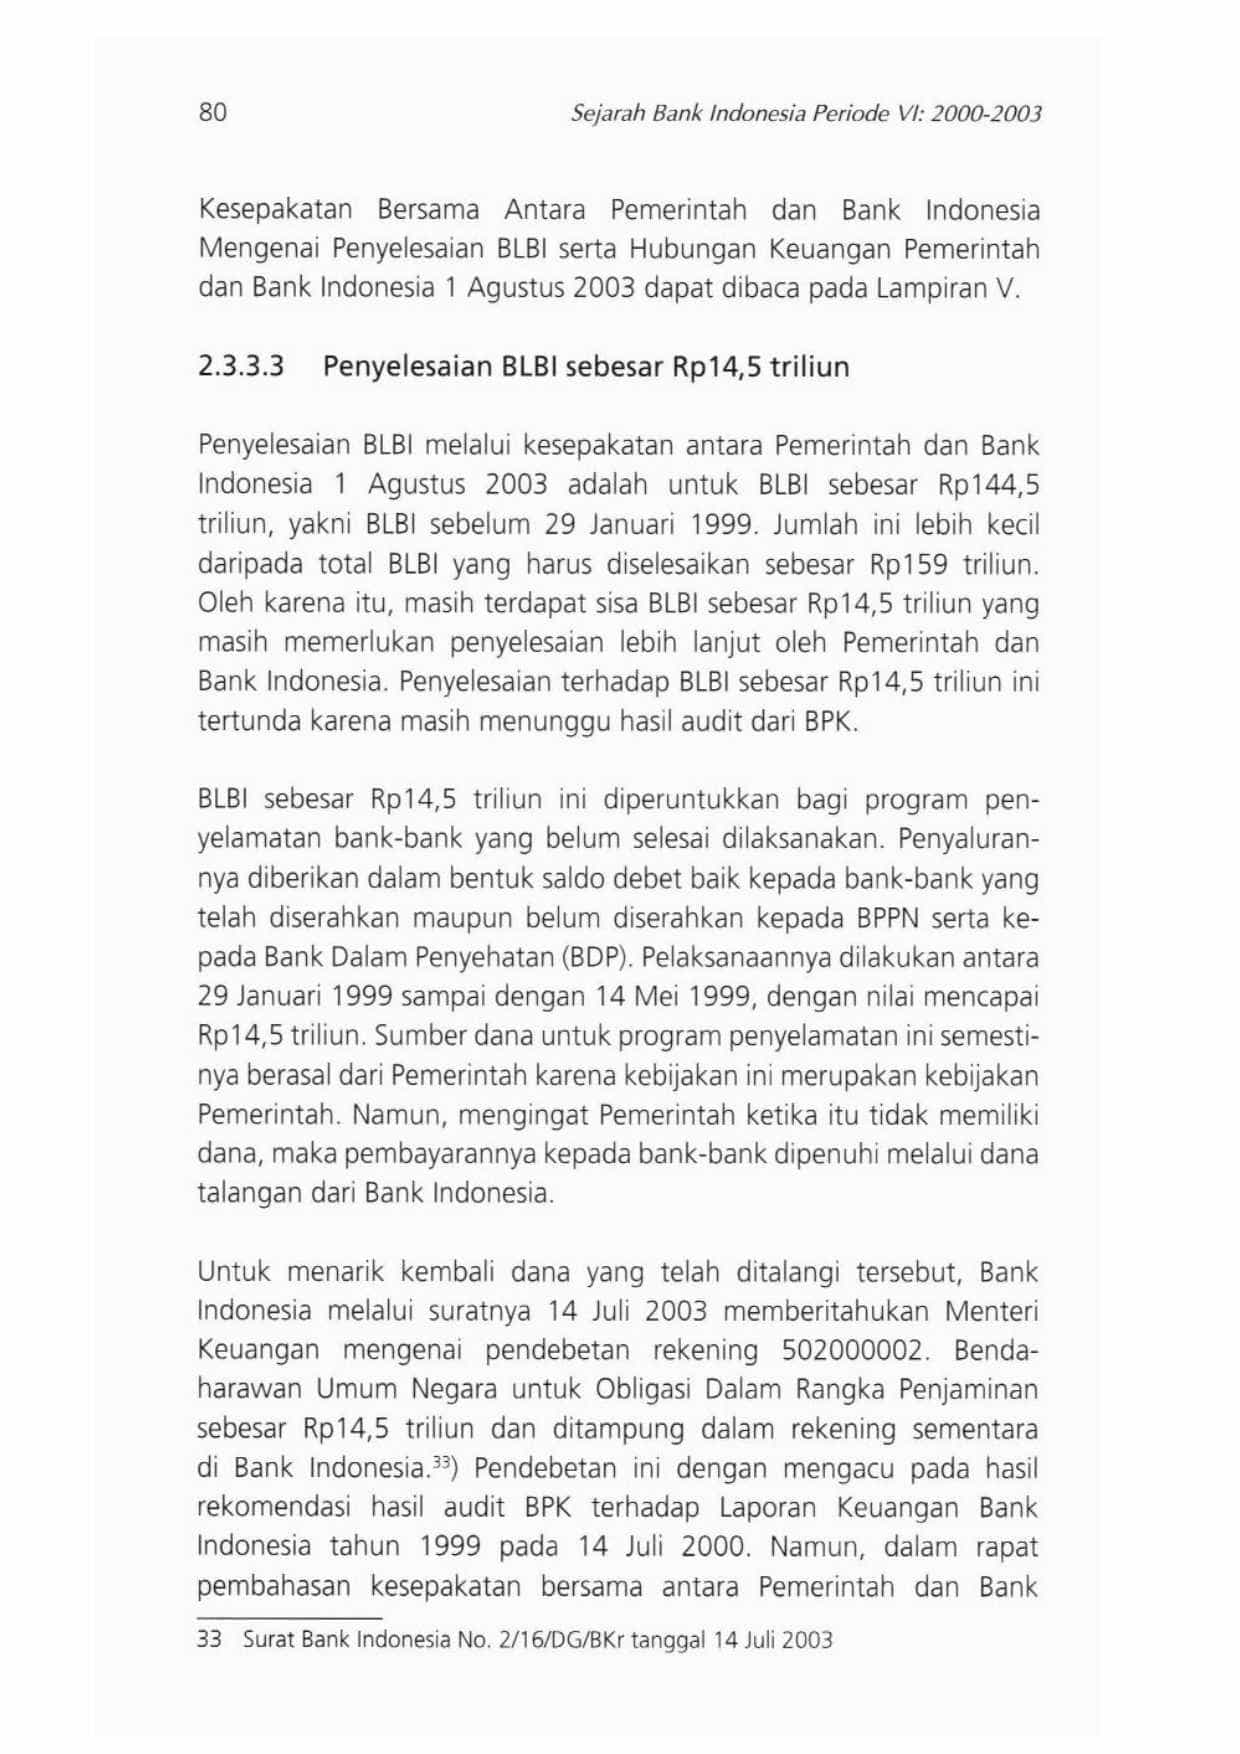 80
Sejarah Bank Indonesia Periode VI: 2000-2003
Kesepakatan Bersama Antara Pemerintah dan Bank Indonesia
Mengenai Penyelesaian BLBI serta Hubungan Keuangan Pemerintah
dan Bank Indonesia 1 Agustus 2003 dapat dibaca pada Lampiran V.
2.3.3.3 Penyelesaian BLBI sebesar Rp14,5 triliun
Penyelesaian BLBI melalui kesepakatan antara Pemerintah dan Bank
Indonesia 1 Agustus 2003 adalah untuk BLBI sebesar Rp144,5
triliun, yakni BLBI sebelum 29 Januari 1999. Jumlah ini lebih kecil
daripada total BLBI yang harus diselesaikan sebesar Rp159 triliun.
Oleh karena itu, masih terdapat sisa BLBI sebesar Rp14,5 triliun yang
masih memerlukan penyelesaian lebih lanjut oleh Pemerintah dan
Bank Indonesia. Penyelesaian terhadap BLBI sebesar Rp14,5 triliun ini
tertunda karena masih menunggu hasil audit dari BPK.
BLBI sebesar Rp14,5 triliun ini diperuntukkan bagi program pen-
yelamatan bank-bank yang belum selesai dilaksanakan. Penyaluran-
nya diberikan dalam bentuk saldo debet baik kepada bank-bank yang
telah diserahkan maupun belum diserahkan kepada BPPN serta ke-
pada Bank Dalam Penyehatan (BDP). Pelaksanaannya dilakukan antara
29 Januari 1999 sampai dengan 14 Mei 1999, dengan nilai mencapai
Rp14,5 triliun. Sumber dana untuk program penyelamatan ini semesti-
nya berasal dari Pemerintah karena kebijakan ini merupakan kebijakan
Pemerintah. Namun, mengingat Pemerintah ketika itu tidak memiliki
dana, maka pembayarannya kepada bank-bank dipenuhi melalui dana
talangan dari Bank Indonesia.
Untuk menarik kembali dana yang telah ditalangi tersebut, Bank
Indonesia melalui suratnya 14 Juli 2003 memberitahukan Menteri
Keuangan mengenai pendebetan rekening 502000002. Benda-
harawan Umum Negara untuk Obligasi Dalam Rangka Penjaminan
sebesar Rp14,5 triliun dan ditampung dalam rekening sementara
di Bank Indonesia.³³) Pendebetan ini dengan mengacu pada hasil
rekomendasi hasil audit BPK terhadap Laporan Keuangan Bank
Indonesia tahun 1999 pada 14 Juli 2000. Namun, dalam rapat
pembahasan kesepakatan bersama antara Pemerintah dan Bank
33 Surat Bank Indonesia No. 2/16/DG/BKr tanggal 14 Juli 2003